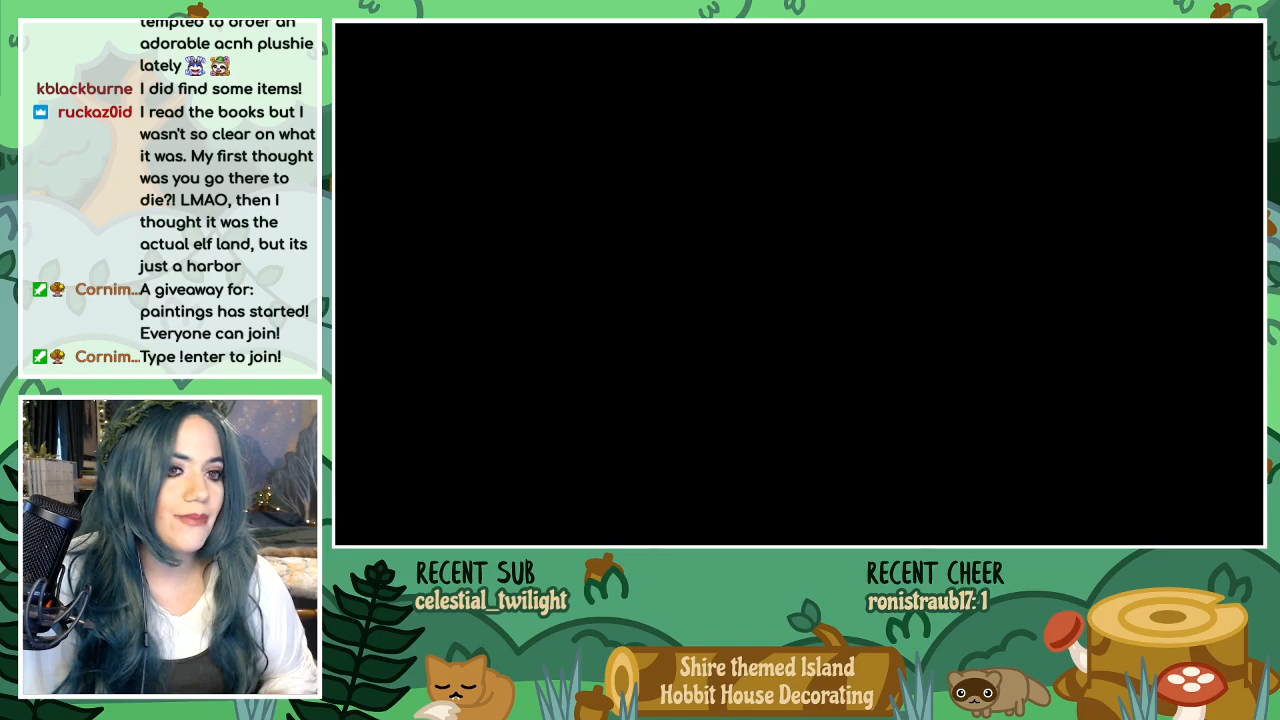 tempted to order an
adorable acnh plushie
lately
kblackburne I did find some items!
ruckaz0id I read the books but I
wasn't so clear on what
it was. My first thought
was you go there to
die?! LMAO, then I
thought it was the
actual elf land, but its
just a harbor
Cornim... A giveaway for:
paintings has started!
Everyone can join!
Cornim... Type !enter to join!
RECENT SUB
celestial_twilight
RECENT CHEER
ronistraub17: 1
Shire themed Island
Hobbit House Decorating